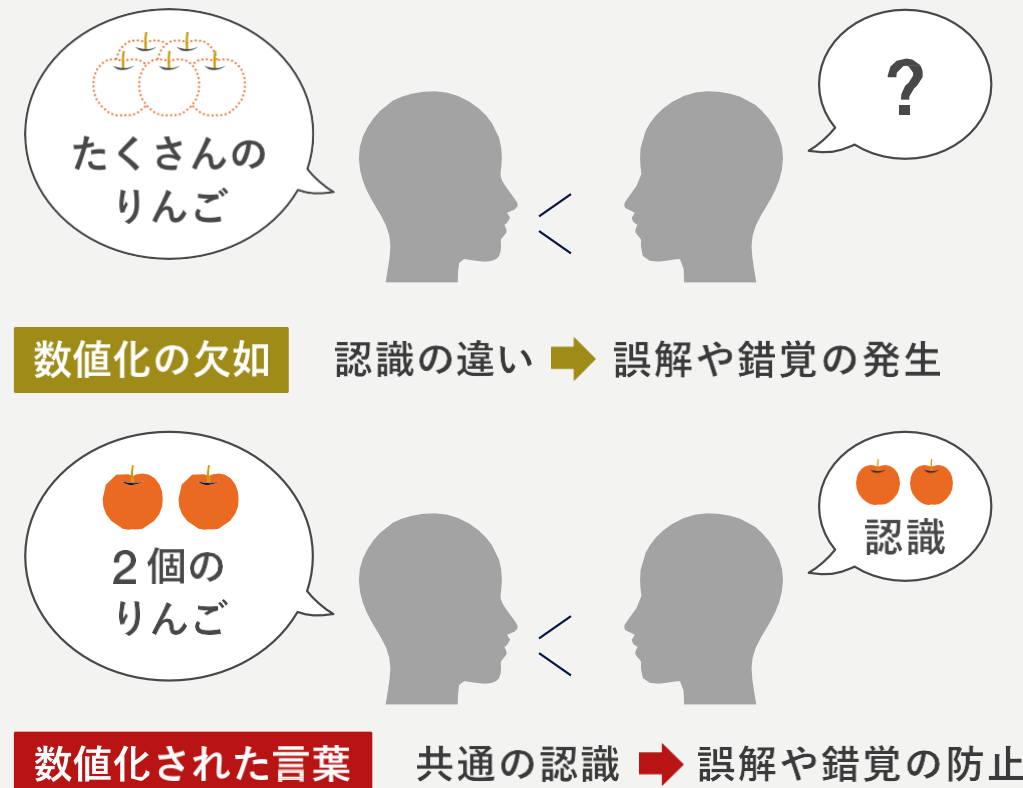 たくさんの
りんご
?
数値化の欠如
認識の違い
誤解や錯覚の発生
2個の
りんご
認識
数値化された言葉
共通の認識
誤解や錯覚の防止